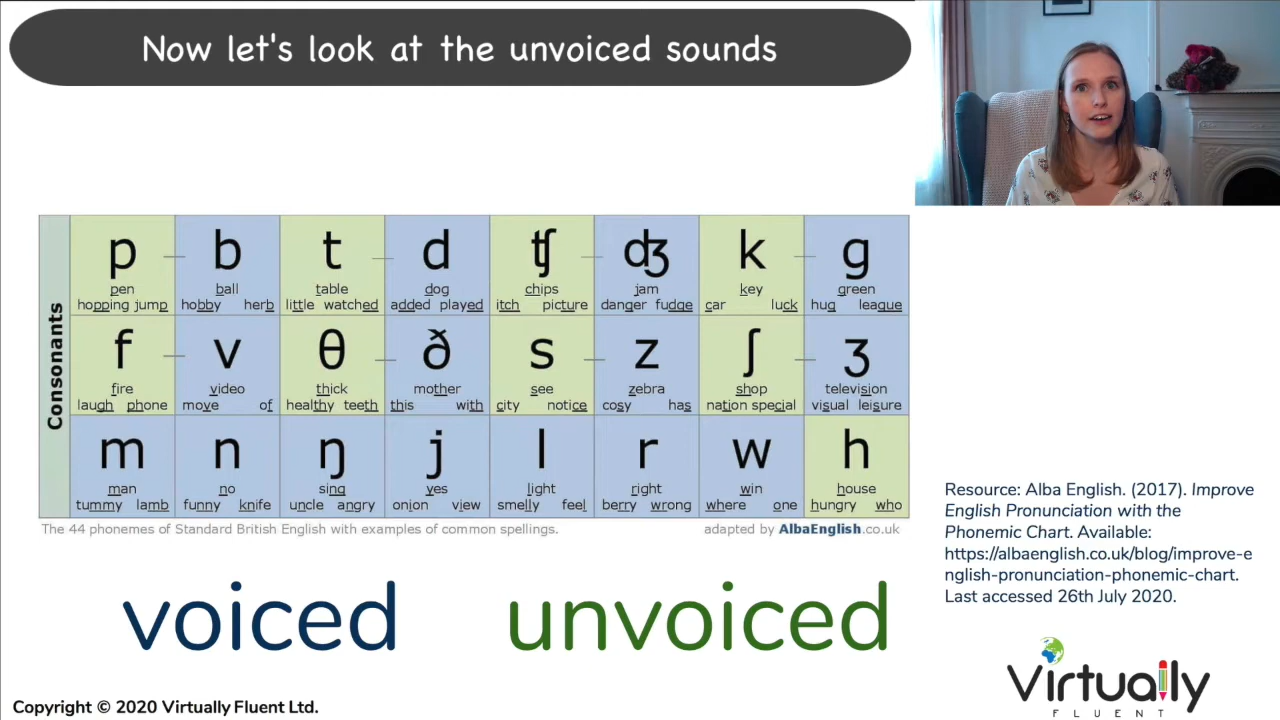 Now let's look at the unvoiced sounds
Consonants
p b t d ʧ ʤ k g
pen ball table dog chips jam key green
hopping jump hobby herb little watched added played itch picture danger fudge car luck hug league
f v θ ð s z ʃ ʒ
fire video thick mother see zebra shop television
laugh phone move of healthy teeth this with city notice cosy has nation special visual leisure
m n ŋ j l r w h
man no sing yes light right win house
tummy lamb funny knife uncle angry onion view smelly feel berry wrong where one hungry who
The 44 phonemes of Standard British English with examples of common spellings. adapted by AlbaEnglish.co.uk
voiced unvoiced
Resource: Alba English. (2017). Improve
English Pronunciation with the
Phonemic Chart. Available:
https://albaenglish.co.uk/blog/improve-e
nglish-pronunciation-phonemic-chart.
Last accessed 26th July 2020.
Virtually
FLUENT
Copyright © 2020 Virtually Fluent Ltd.